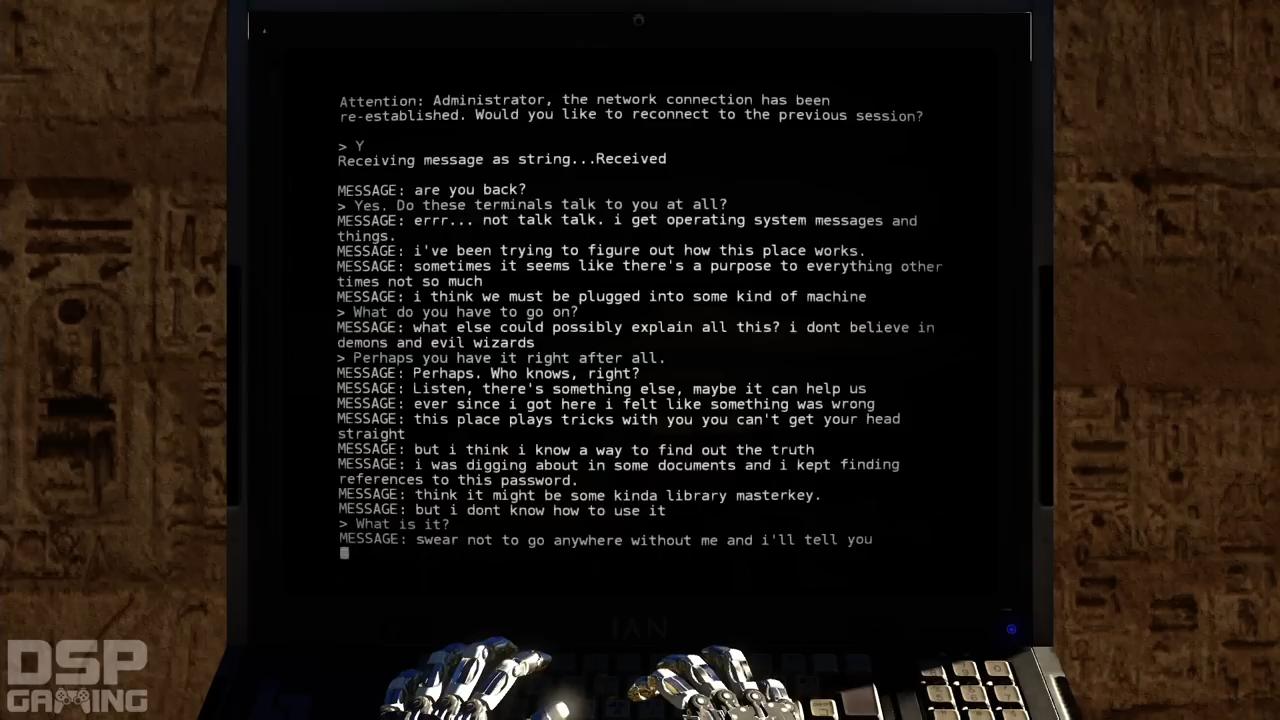 Attention: Administrator, the network connection has been
re-established. Would you like to reconnect to the previous session?
> Y
Receiving message as string...Received
MESSAGE: are you back?
> Yes. Do these terminals talk to you at all?
MESSAGE: errr... not talk talk. i get operating system messages and
things.
MESSAGE: i've been trying to figure out how this place works.
MESSAGE: sometimes it seems like there's a purpose to everything other
times not so much
MESSAGE: i think we must be plugged into some kind of machine
> What do you have to go on?
MESSAGE: what else could possibly explain all this? i dont believe in
demons and evil wizards
> Perhaps you have it right after all.
MESSAGE: Perhaps. Who knows, right?
MESSAGE: Listen, there's something else, maybe it can help us
MESSAGE: ever since i got here i felt like something was wrong
MESSAGE: this place plays tricks with you you can't get your head
straight
MESSAGE: but i think i know a way to find out the truth
MESSAGE: i was digging about in some documents and i kept finding
references to this password.
MESSAGE: think it might be some kinda library masterkey.
MESSAGE: but i dont know how to use it
> What is it?
MESSAGE: swear not to go anywhere without me and i'll tell you
IAN
DSP
GAMING